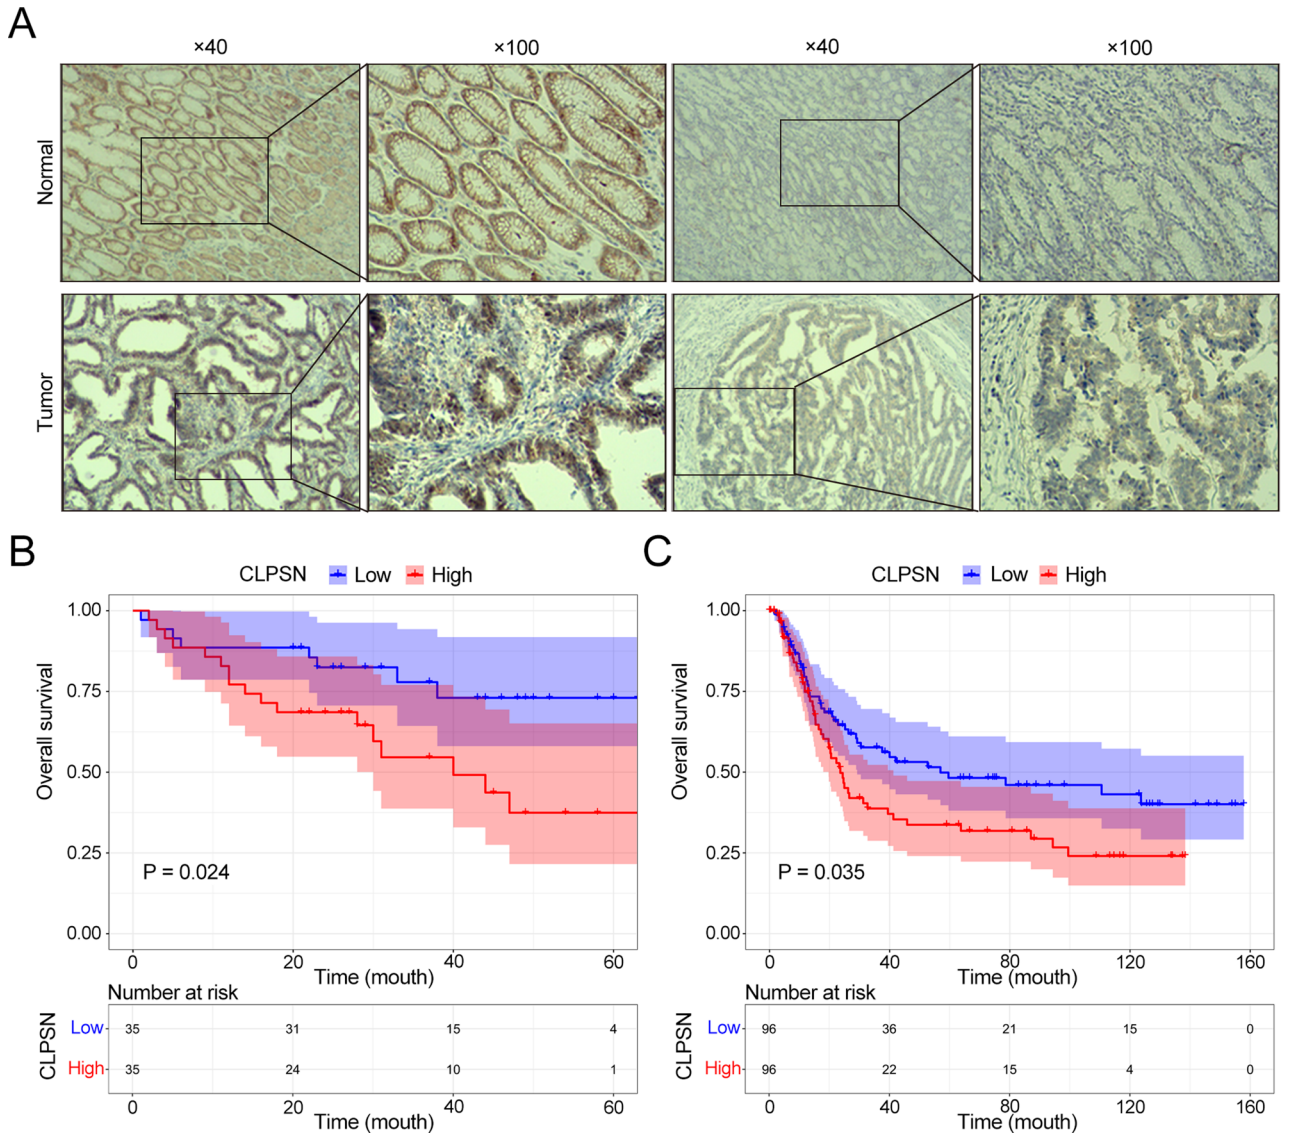 A
×40 ×100 ×40 ×100
Normal
Tumor
B
CLPSN Low High
Overall survival
1.00
0.75
0.50
0.25
0.00
P = 0.024
0 20 40 60
Time (mouth)
Number at risk
CLPSN
Low 35 31 15 4
High 35 24 10 1
0 20 40 60
Time (mouth)
C
CLPSN Low High
Overall survival
1.00
0.75
0.50
0.25
0.00
P = 0.035
0 40 80 120 160
Time (mouth)
Number at risk
CLPSN
Low 96 36 21 15 0
High 96 22 15 4 0
0 40 80 120 160
Time (mouth)